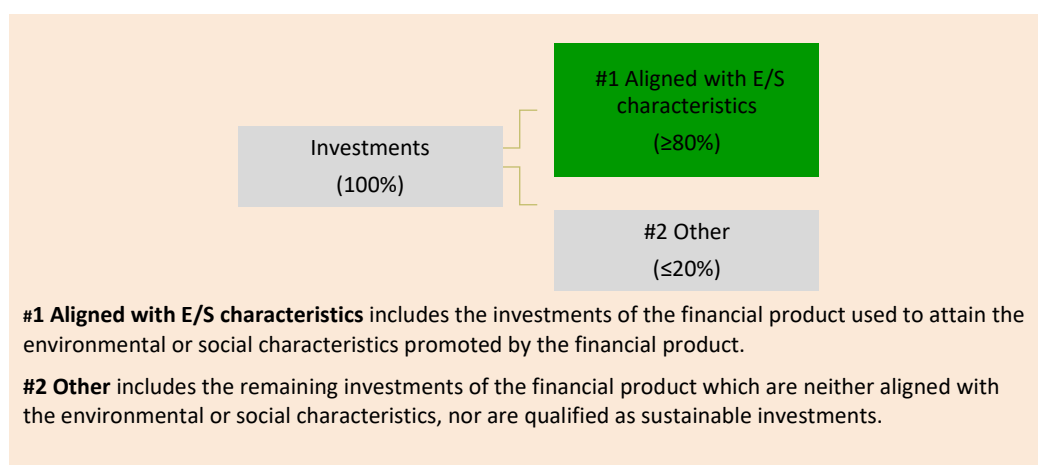 #1 Aligned with E/S
characteristics
(≥80%)
Investments
(100%)
#2 Other
(≤20%)
#1 Aligned with E/S characteristics includes the investments of the financial product used to attain the
environmental or social characteristics promoted by the financial product.
#2 Other includes the remaining investments of the financial product which are neither aligned with
the environmental or social characteristics, nor are qualified as sustainable investments.